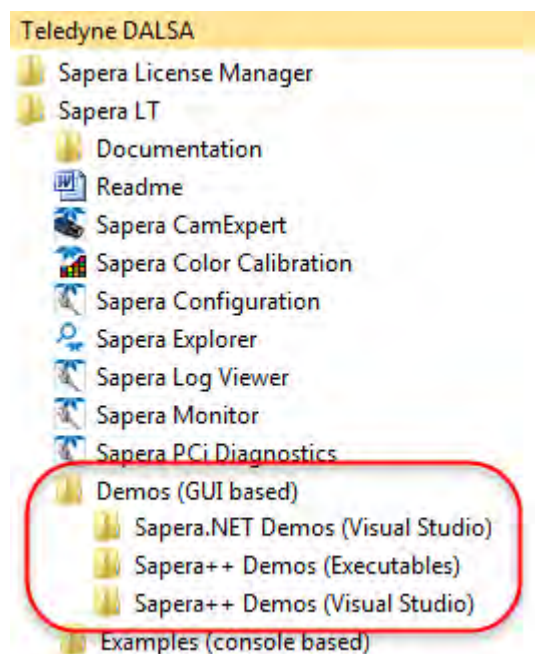 Teledyne DALSA
Sapera License Manager
Sapera LT
Documentation
Readme
Sapera CamExpert
Sapera Color Calibration
Sapera Configuration
Sapera Explorer
Sapera Log Viewer
Sapera Monitor
Sapera PCi Diagnostics
Demos (GUI based)
Sapera.NET Demos (Visual Studio)
Sapera++ Demos (Executables)
Sapera++ Demos (Visual Studio)
Examples (console based)